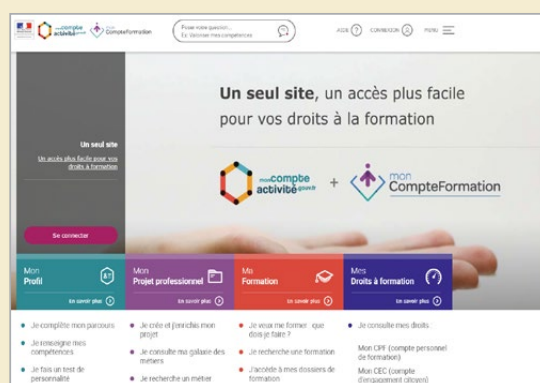 mon compte activité gouv.fr
mon CompteFormation
Poser votre question...
Ex: Valoriser mes compétences
AIDE ?
CONNEXION
MENU
Un seul site
Un accès plus facile pour vos
droits à formation
Se connecter
Un seul site, un accès plus facile
pour vos droits à la formation
mon compte
activité gouv.fr
+
mon
CompteFormation
Mon
Profil
En savoir plus
Mon
Projet professionnel
En savoir plus
Ma
Formation
En savoir plus
Mes
Droits à formation
En savoir plus
Je complète mon parcours
Je renseigne mes
compétences
Je fais un test de
personnalité
Je crée et j'enrichis mon
projet
Je consulte ma galaxie des
métiers
Je recherche un métier
Je veux me former : que
dois-je faire ?
Je recherche une formation
J'accède à mes dossiers de
formation
Je consulte mes droits
Mon CPF (compte personnel
de formation)
Mon CEC (compte
d'engagement citoyen)